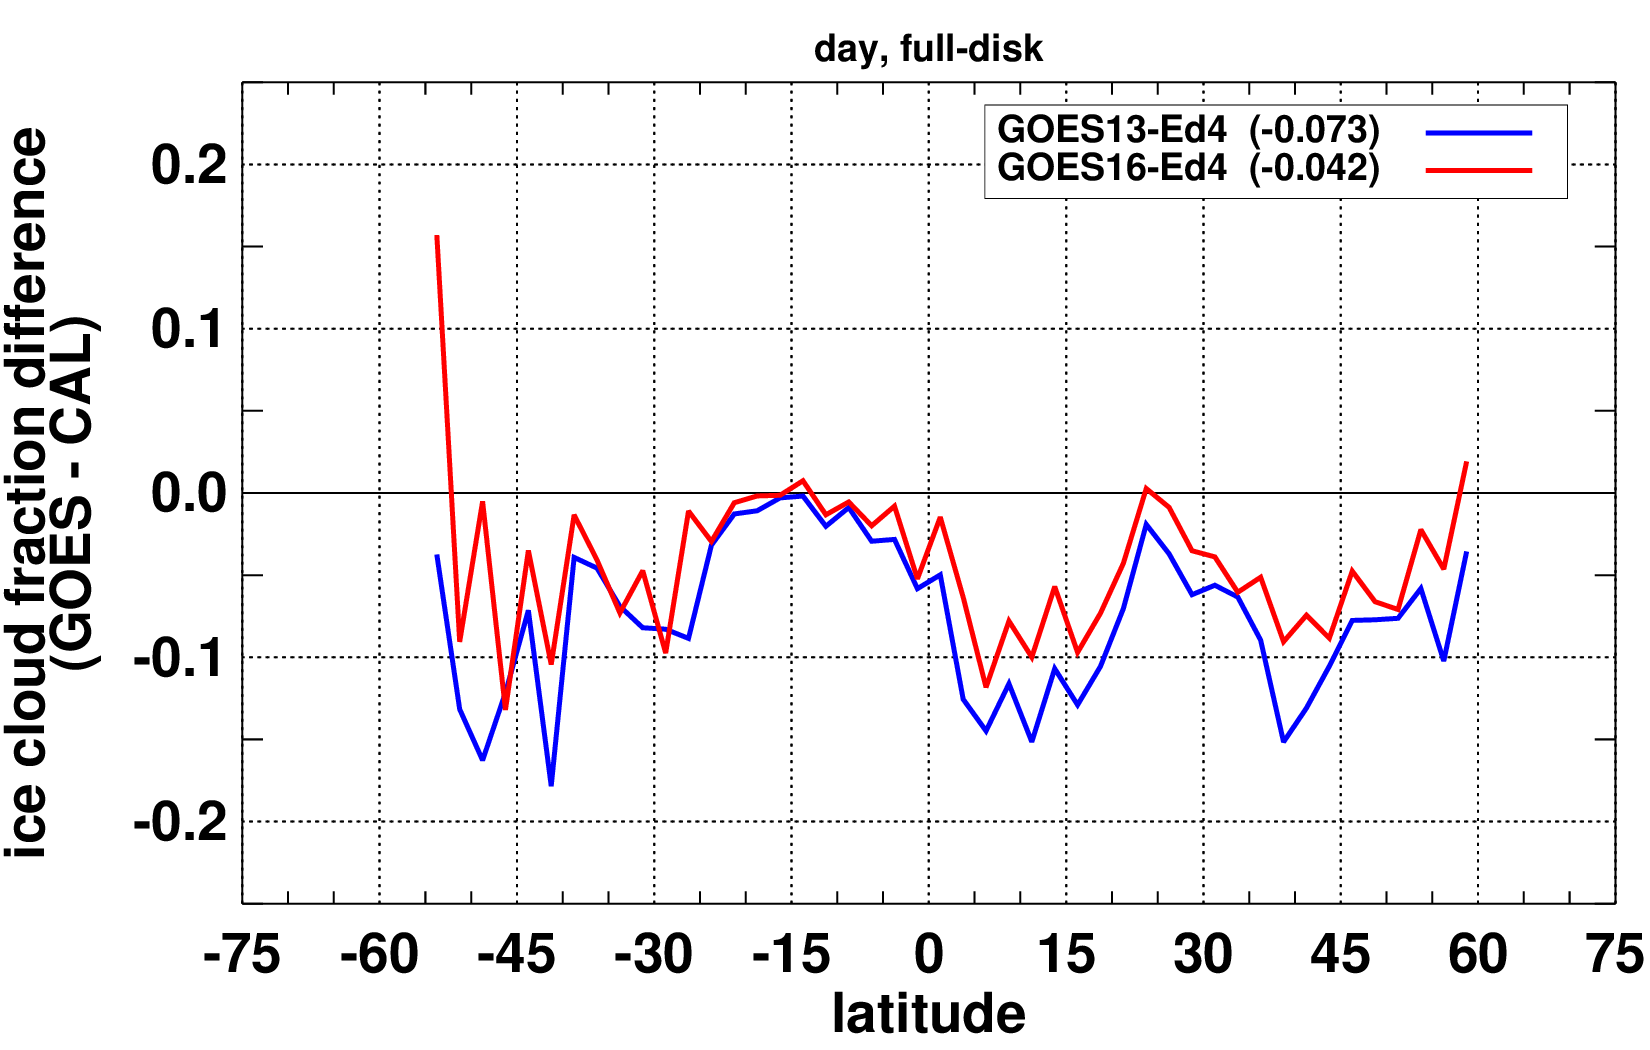 day, full-disk
GOES13-Ed4 (-0.073)
GOES16-Ed4 (-0.042)
ice cloud fraction difference
(GOES - CAL)
0.2
0.1
0.0
-0.1
-0.2
-75 -60 -45 -30 -15 0 15 30 45 60 75
latitude